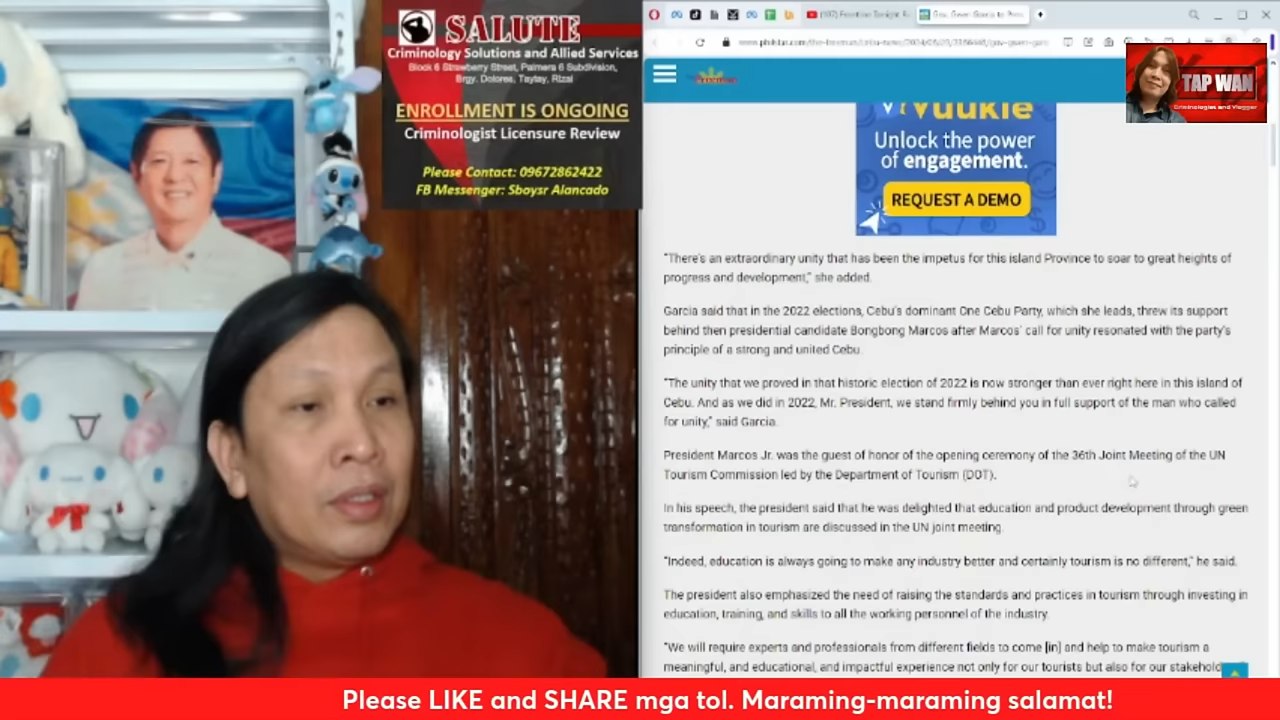 SALUTE
Criminology Solutions and Allied Services
Block 6 Strawberry Street, Palmera 6 Subdivision,
Brgy. Dolores, Taytay, Rizal
ENROLLMENT IS ONGOING
Criminologist Licensure Review
Please Contact: 09672862422
FB Messenger: Sboysr Alancado
TAP WAN
Criminologist and Vlogger
Vuukle
Unlock the power
of engagement.
REQUEST A DEMO
"There's an extraordinary unity that has been the impetus for this island Province to soar to great heights of
progress and development," she added.
Garcia said that in the 2022 elections, Cebu's dominant One Cebu Party, which she leads, threw its support
behind then presidential candidate Bongbong Marcos after Marcos' call for unity resonated with the party's
principle of a strong and united Cebu.
"The unity that we proved in that historic election of 2022 is now stronger than ever right here in this island of
Cebu. And as we did in 2022, Mr. President, we stand firmly behind you in full support of the man who called
for unity," said Garcia.
President Marcos Jr. was the guest of honor of the opening ceremony of the 36th Joint Meeting of the UN
Tourism Commission led by the Department of Tourism (DOT).
In his speech, the president said that he was delighted that education and product development through green
transformation in tourism are discussed in the UN joint meeting.
"Indeed, education is always going to make any industry better and certainly tourism is no different," he said.
The president also emphasized the need of raising the standards and practices in tourism through investing in
education, training, and skills to all the working personnel of the industry.
"We will require experts and professionals from different fields to come [in] and help to make tourism a
meaningful, and educational, and impactful experience not only for our tourists but also for our
Please LIKE and SHARE mga tol. Maraming-maraming salamat!